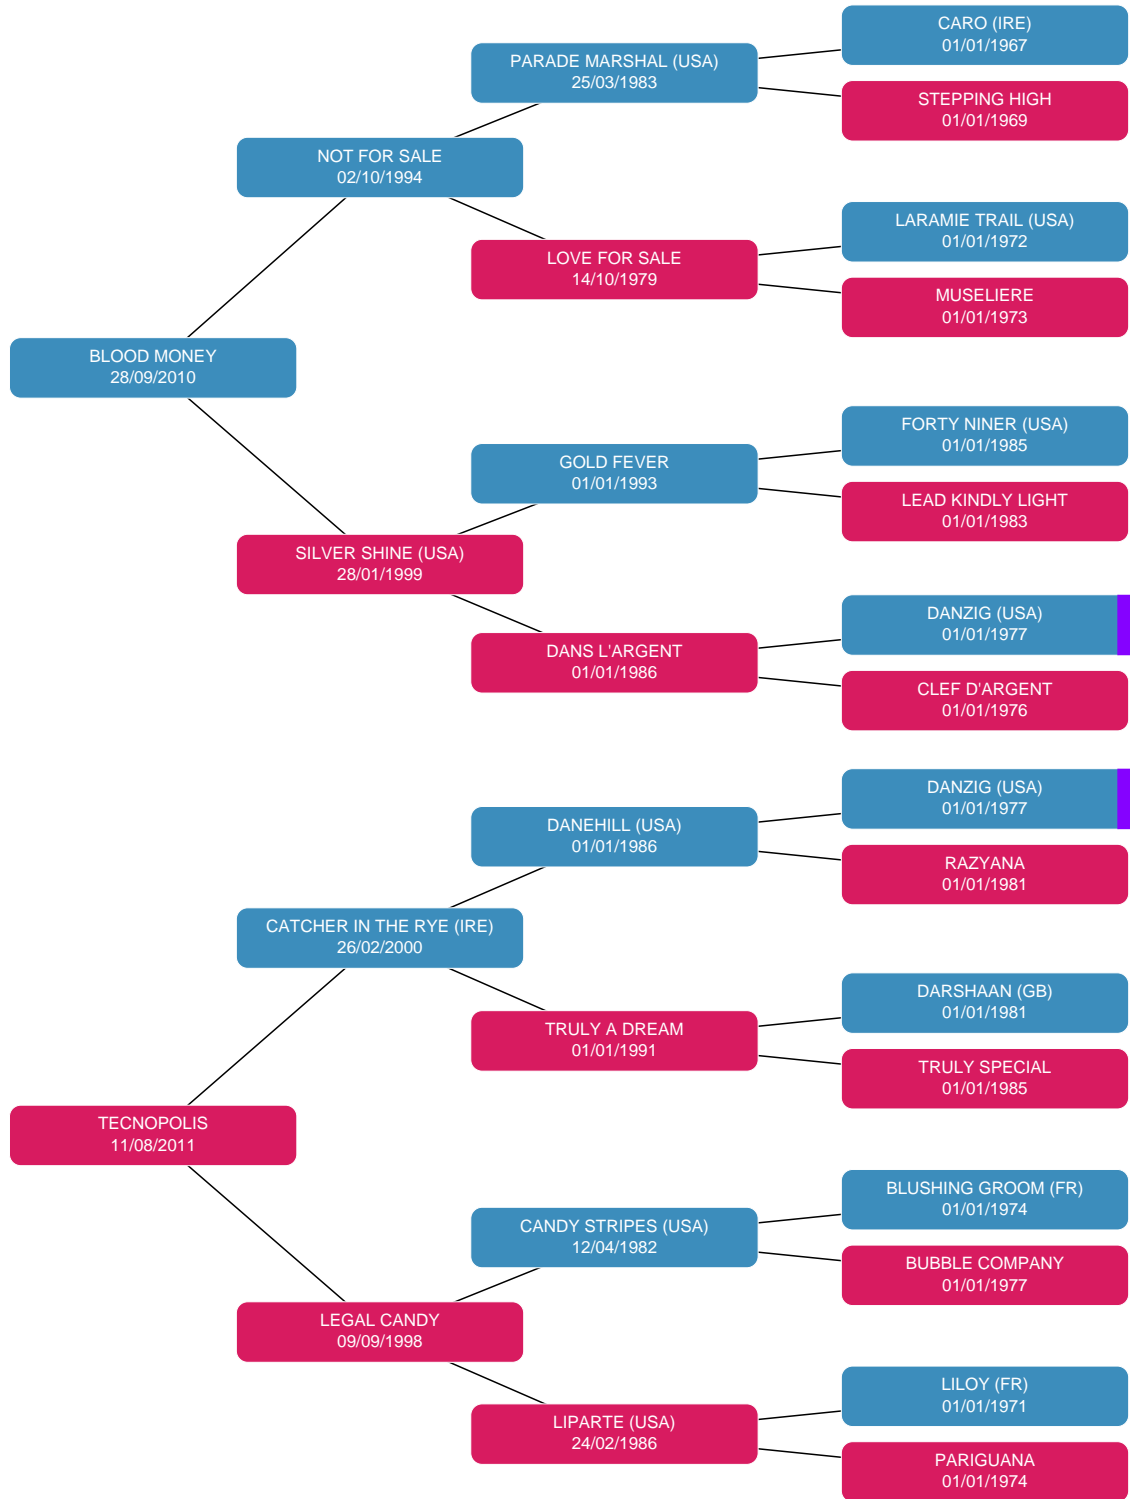 CARO (IRE)
01/01/1967
PARADE MARSHAL (USA)
25/03/1983
STEPPING HIGH
01/01/1969
NOT FOR SALE
02/10/1994
LARAMIE TRAIL (USA)
01/01/1972
LOVE FOR SALE
14/10/1979
MUSELIERE
01/01/1973
BLOOD MONEY
28/09/2010
FORTY NINER (USA)
01/01/1985
GOLD FEVER
01/01/1993
LEAD KINDLY LIGHT
01/01/1983
SILVER SHINE (USA)
28/01/1999
DANZIG (USA)
01/01/1977
DANS L'ARGENT
01/01/1986
CLEF D'ARGENT
01/01/1976
DANZIG (USA)
01/01/1977
DANEHILL (USA)
01/01/1986
RAZYANA
01/01/1981
CATCHER IN THE RYE (IRE)
26/02/2000
DARSHAAN (GB)
01/01/1981
TRULY A DREAM
01/01/1991
TRULY SPECIAL
01/01/1985
TECNOPOLIS
11/08/2011
BLUSHING GROOM (FR)
01/01/1974
CANDY STRIPES (USA)
12/04/1982
BUBBLE COMPANY
01/01/1977
LEGAL CANDY
09/09/1998
LILOY (FR)
01/01/1971
LIPARTE (USA)
24/02/1986
PARIGUANA
01/01/1974